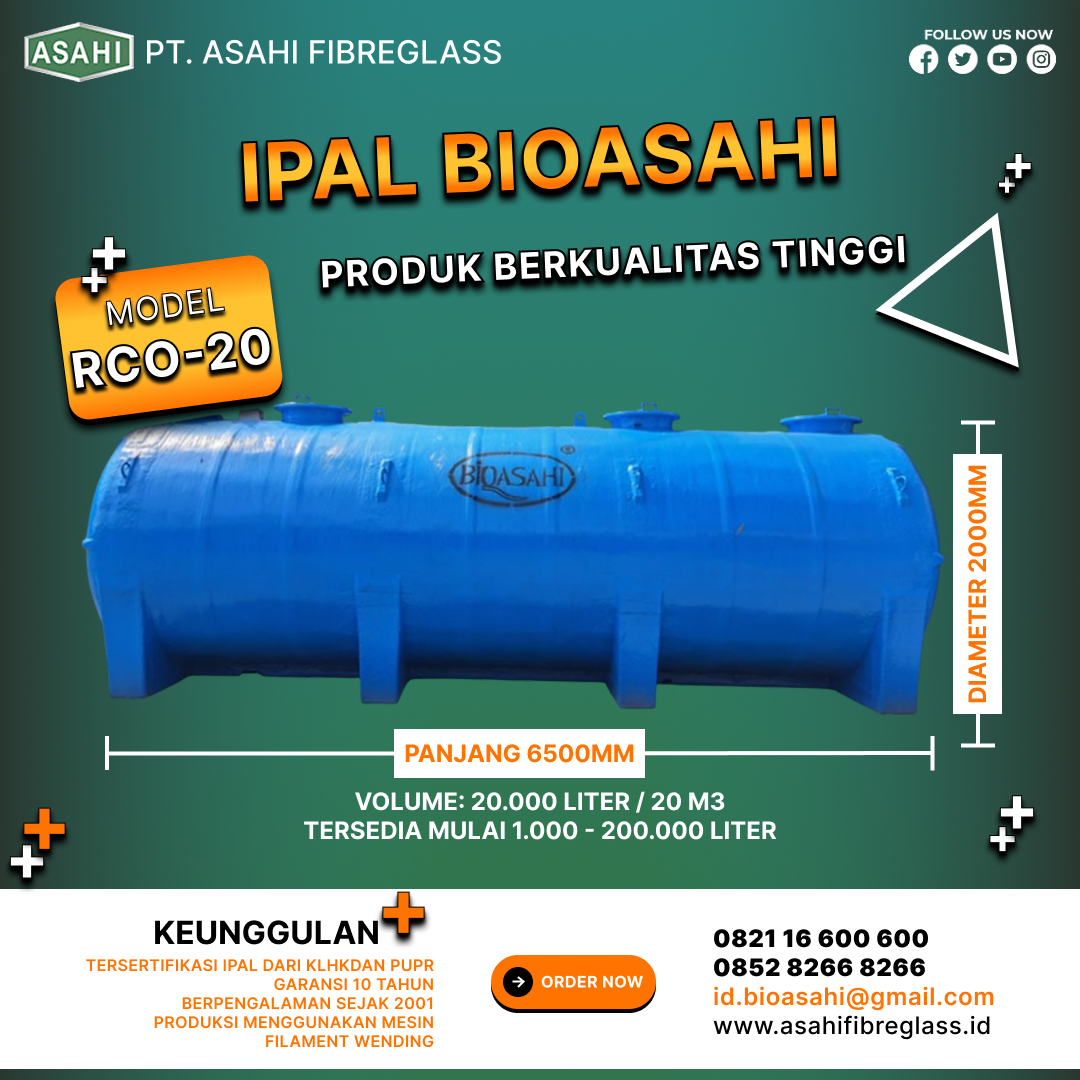 ASAHI PT. ASAHI FIBREGLASS
FOLLOW US NOW
IPAL BIOASAHI
PRODUK BERKUALITAS TINGGI
MODEL
RCO-20
BIOASAHI ®
DIAMETER 2000MM
PANJANG 6500MM
VOLUME: 20.000 LITER / 20 M3
TERSEDIA MULAI 1.000 - 200.000 LITER
KEUNGGULAN
TERSERTIFIKASI IPAL DARI KLHKDAN PUPR
GARANSI 10 TAHUN
BERPENGALAMAN SEJAK 2001
PRODUKSI MENGGUNAKAN MESIN
FILAMENT WENDING
ORDER NOW
0821 16 600 600
0852 8266 8266
id.bioasahi@gmail.com
www.asahifibreglass.id